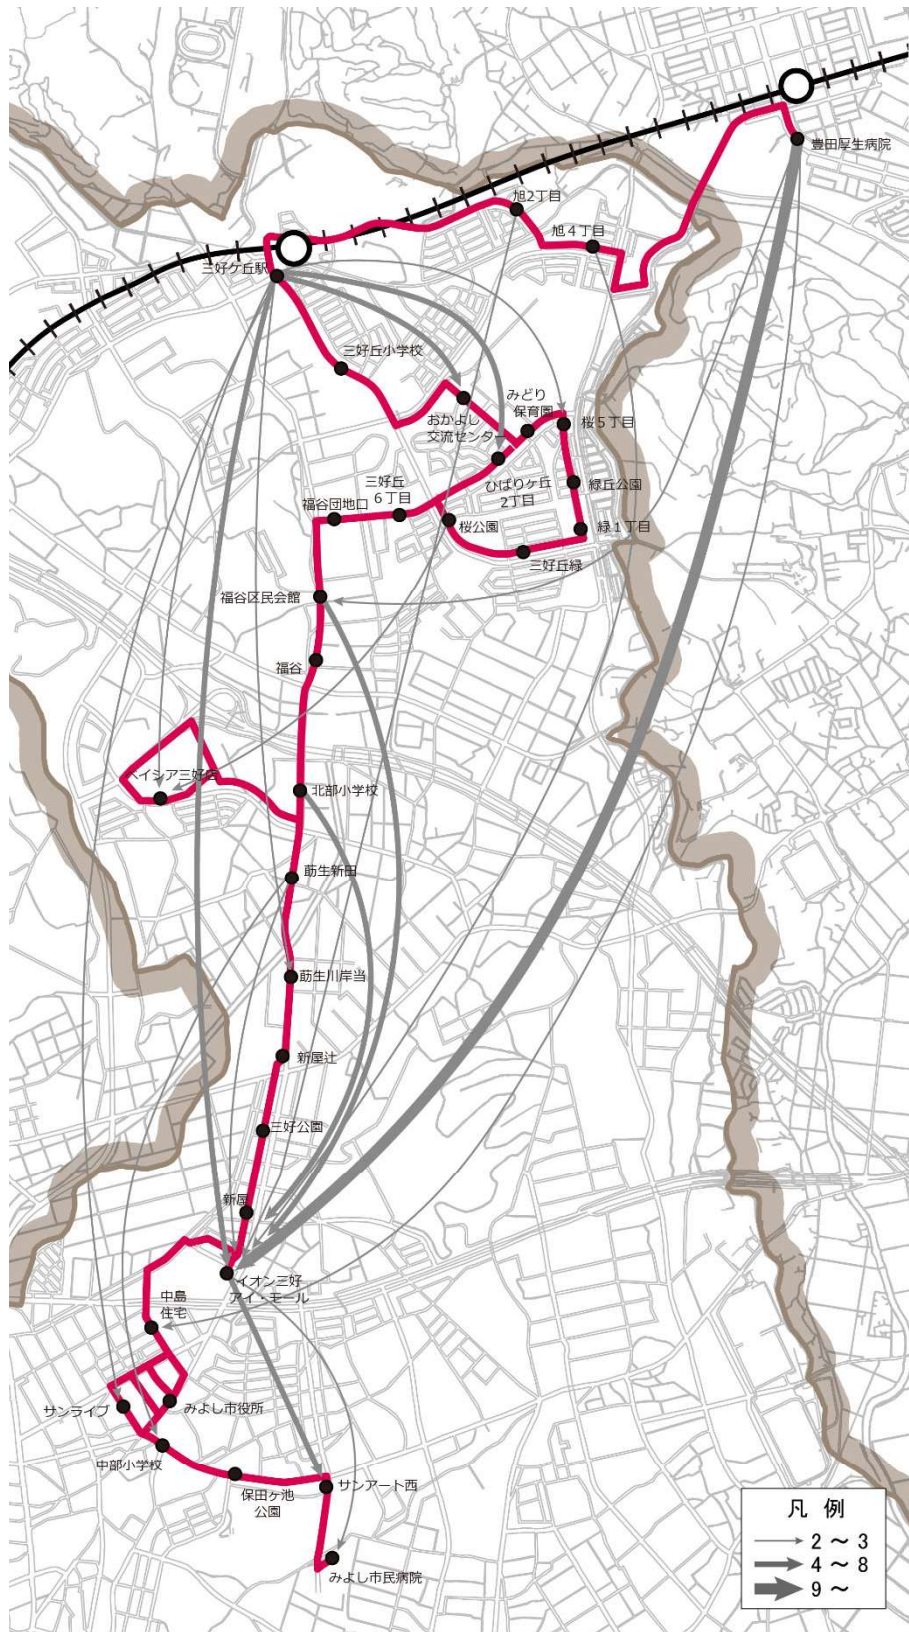 豊田厚生病院
旭2丁目
旭4丁目
三好ケ丘駅
三好丘小学校
みどり
保育園
おかよし
交流センター
桜5丁目
三好丘
6丁目
ひばりヶ丘
2丁目
緑丘公園
福谷団地口
桜公園
緑1丁目
三好丘緑
福谷区民会館
福谷
ベイシア三好店
北部小学校
莇生新田
莇生川岸当
新屋辻
三好公園
新屋
イオン三好
アイ・モール
中島
住宅
サンライブ
みよし市役所
中部小学校
保田ヶ池
公園
サンアート西
みよし市民病院
凡 例
2 ～ 3
4 ～ 8
9 ～